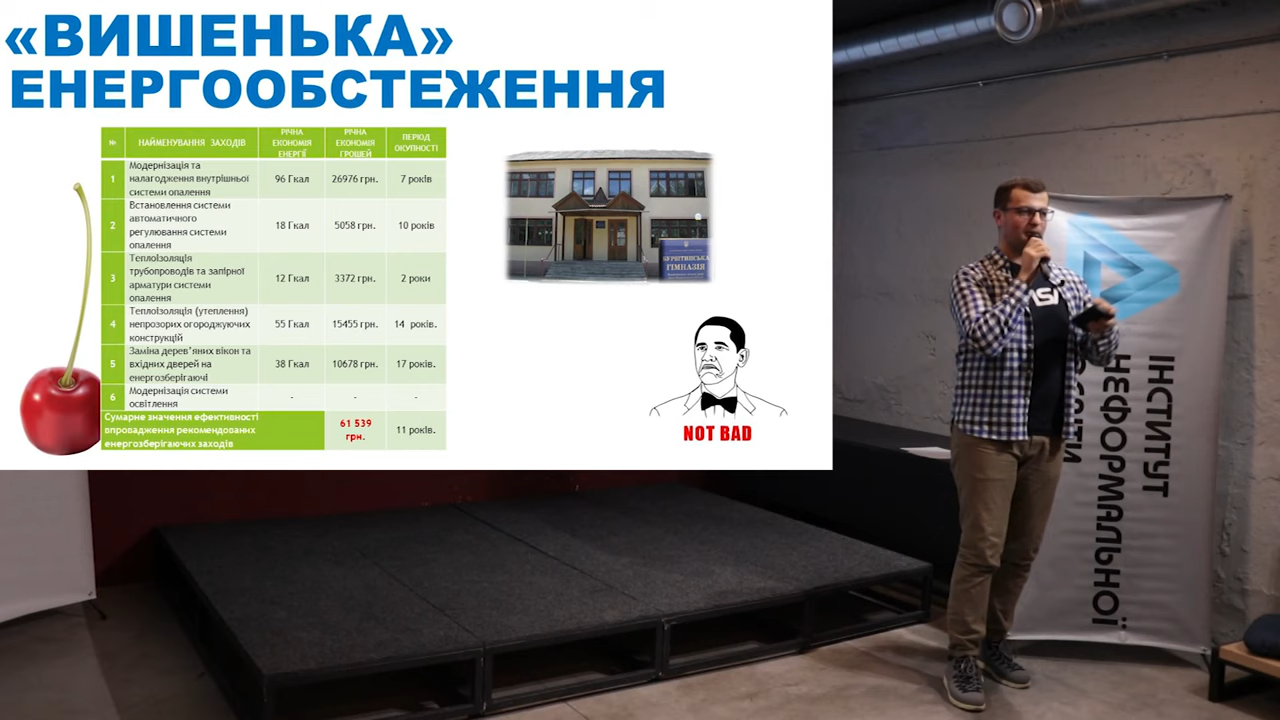 «ВИШЕНЬКА»
ЕНЕРГООБСТЕЖЕННЯ
№ НАЙМЕНУВАННЯ ЗАХОДІВ РІЧНА ЕКОНОМІЯ ЕНЕРГІЇ РІЧНА ЕКОНОМІЯ ГРОШЕЙ ПЕРІОД ОКУПНОСТІ
1 Модернізація та налагодження внутрішньої системи опалення 96 Гкал 26976 грн. 7 років
2 Встановлення системи автоматичного регулювання системи опалення 18 Гкал 5058 грн. 10 років
3 Теплоізоляція трубопроводів та запірної арматури системи опалення 12 Гкал 3372 грн. 2 роки
4 Теплоізоляція (утеплення) непрозорих огороджуючих конструкцій 55 Гкал 15455 грн. 14 років.
5 Заміна дерев’яних вікон та вхідних дверей на енергозберігаючі 38 Гкал 10678 грн. 17 років.
6 Модернізація системи освітлення - - -
Сумарне значення ефективності впровадження рекомендованих енергозберігаючих заходів 61 539 грн. 11 років.
БУРШТИНСЬКА
ГІМНАЗІЯ
NOT BAD
ІНСТИТУТ
НЕФОРМАЛЬНОЇ